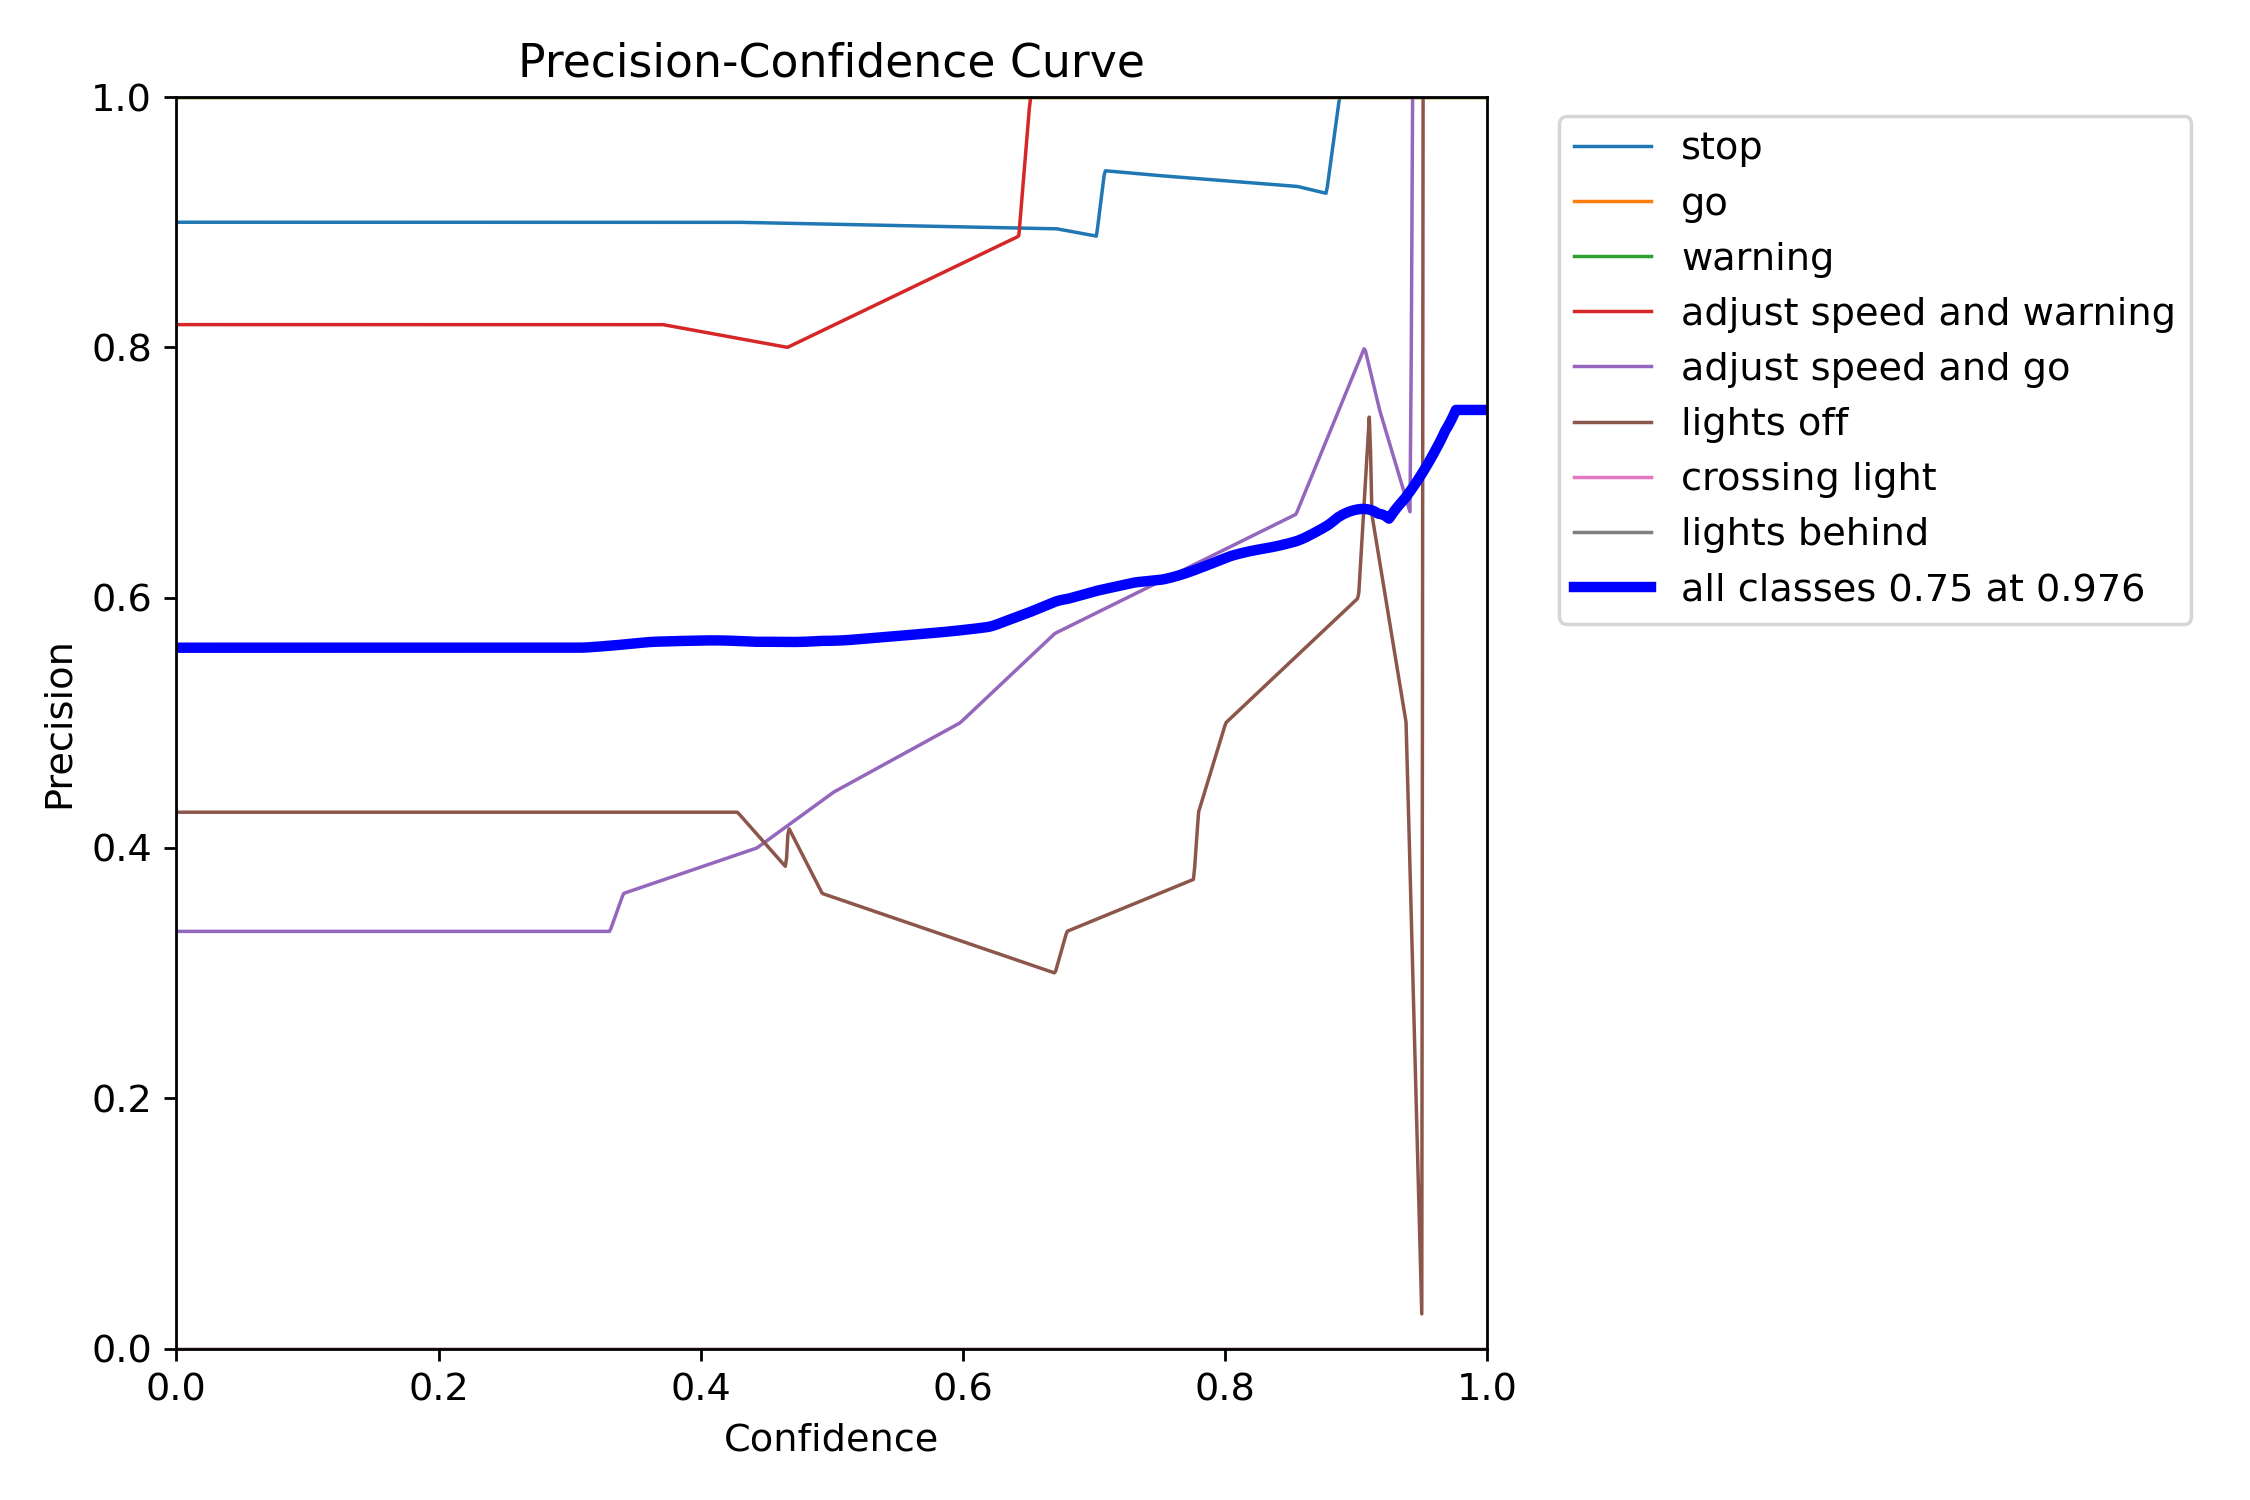 Precision-Confidence Curve
1.0
0.8
0.6
0.4
0.2
0.0
Precision
0.0 0.2 0.4 0.6 0.8 1.0
Confidence
stop
go
warning
adjust speed and warning
adjust speed and go
lights off
crossing light
lights behind
all classes 0.75 at 0.976